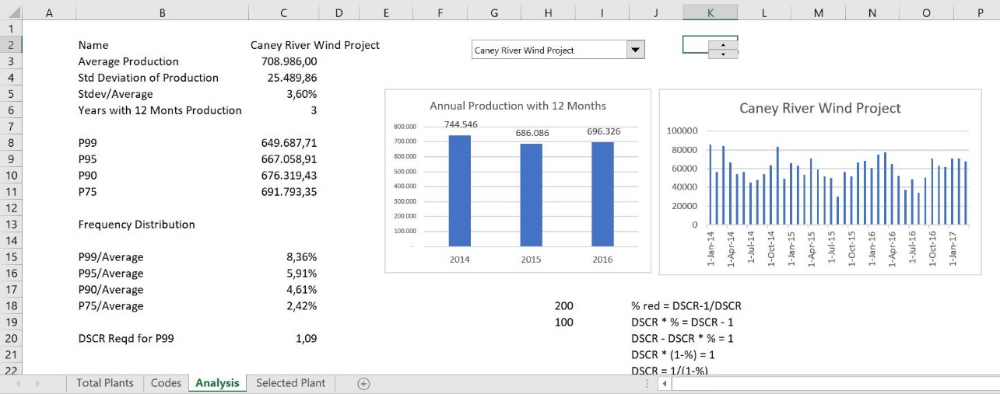 A B C D E F G H I J K L M N O P
1
2 Name Caney River Wind Project Caney River Wind Project
3 Average Production 708.986,00
4 Std Deviation of Production 25.489,86
5 Stdev/Average 3,60%
6 Years with 12 Monts Production 3
7
8 P99 649.687,71
9 P95 667.058,91
10 P90 676.319,43
11 P75 691.793,35
12
13 Frequency Distribution
14
15 P99/Average 8,36%
16 P95/Average 5,91%
17 P90/Average 4,61%
18 P75/Average 2,42% 200 % red = DSCR-1/DSCR
19 100 DSCR * % = DSCR - 1
20 DSCR Reqd for P99 1,09 DSCR - DSCR * % = 1
21 DSCR * (1-%) = 1
22 DSCR = 1/(1-%)
Annual Production with 12 Months
800.000
700.000
600.000
500.000
400.000
300.000
200.000
100.000
-
744.546 686.086 696.326
2014 2015 2016
Caney River Wind Project
100000
80000
60000
40000
20000
0
1-Jan-14 1-Apr-14 1-Jul-14 1-Oct-14 1-Jan-15 1-Apr-15 1-Jul-15 1-Oct-15 1-Jan-16 1-Apr-16 1-Jul-16 1-Oct-16 1-Jan-17
Total Plants Codes Analysis Selected Plant